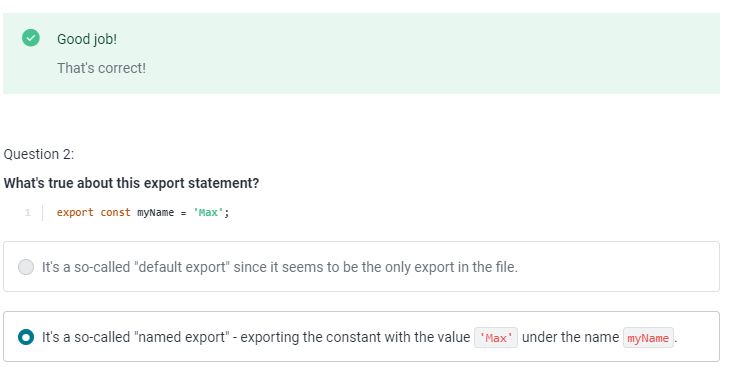 Good job!
That's correct!
Question 2:
What's true about this export statement?
1 export const myName = 'Max';
It's a so-called "default export" since it seems to be the only export in the file.
It's a so-called "named export" - exporting the constant with the value 'Max' under the name myName.